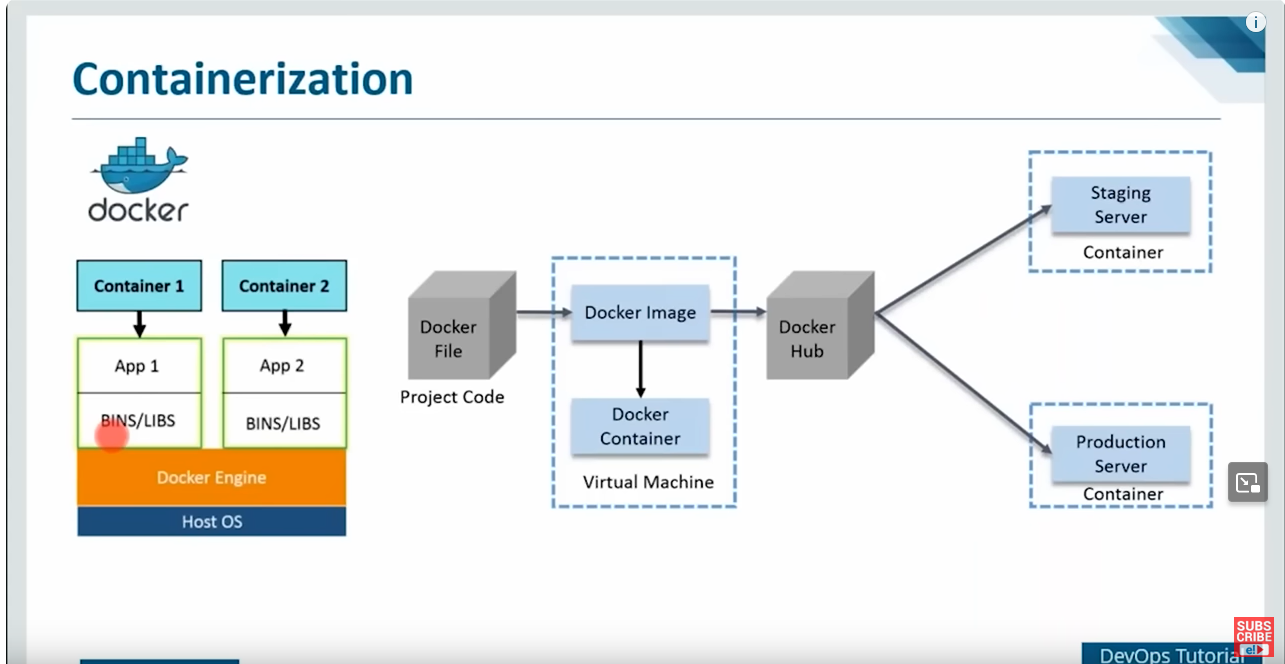 Containerization
docker
Container 1
Container 2
App 1
App 2
BINS/LIBS
BINS/LIBS
Docker Engine
Host OS
Docker
File
Project Code
Docker Image
Docker
Container
Virtual Machine
Docker
Hub
Staging
Server
Container
Production
Server
Container
SUBS
CRIBE
e!
DevOps Tutorial
i